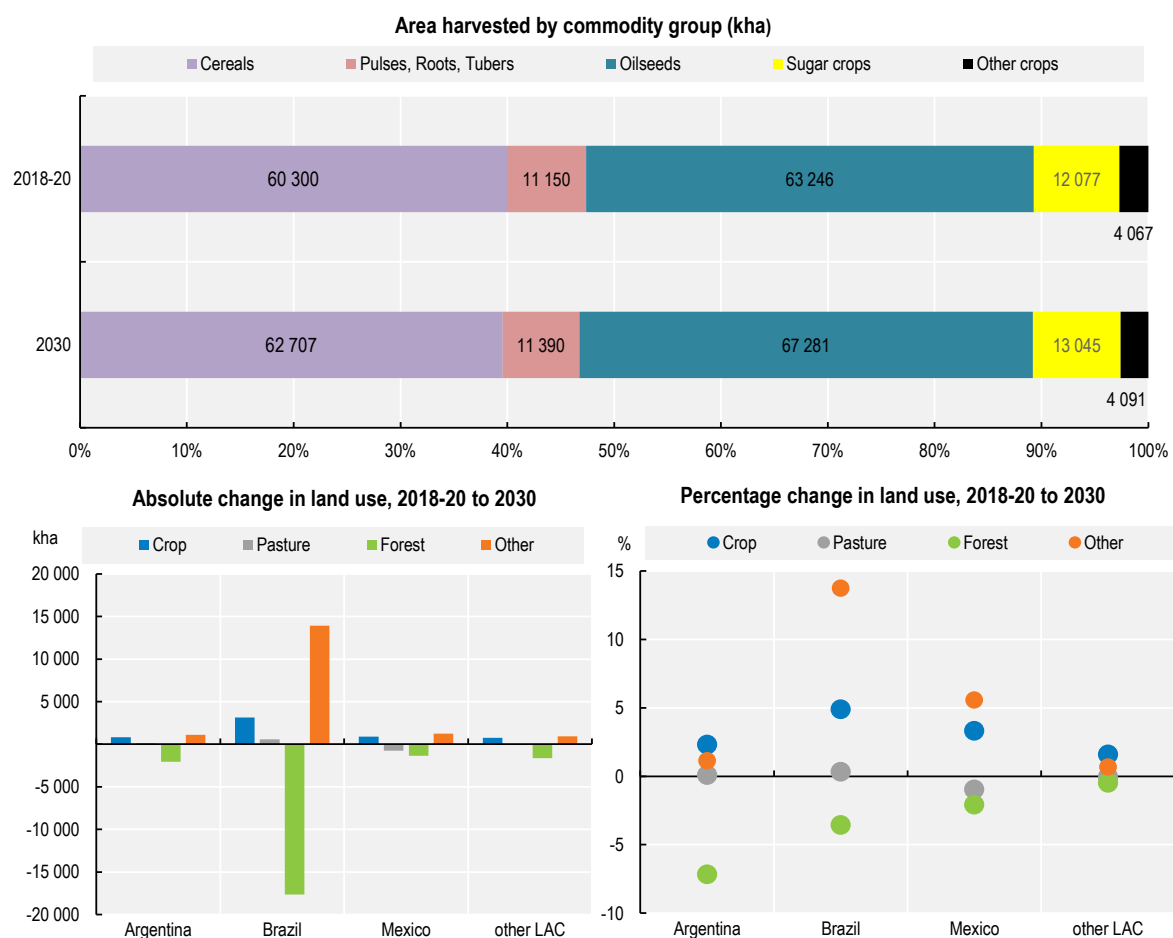 Area harvested by commodity group (kha)
Cereals Pulses, Roots, Tubers Oilseeds Sugar crops Other crops
2018-20 60 300 11 150 63 246 12 077
4 067
2030 62 707 11 390 67 281 13 045
4 091
0% 10% 20% 30% 40% 50% 60% 70% 80% 90% 100%
Absolute change in land use, 2018-20 to 2030
kha
Crop Pasture Forest Other
20 000
15 000
10 000
5 000
0
-5 000
-10 000
-15 000
-20 000
Argentina Brazil Mexico other LAC
Percentage change in land use, 2018-20 to 2030
%
Crop Pasture Forest Other
15
10
5
0
-5
-10
Argentina Brazil Mexico other LAC